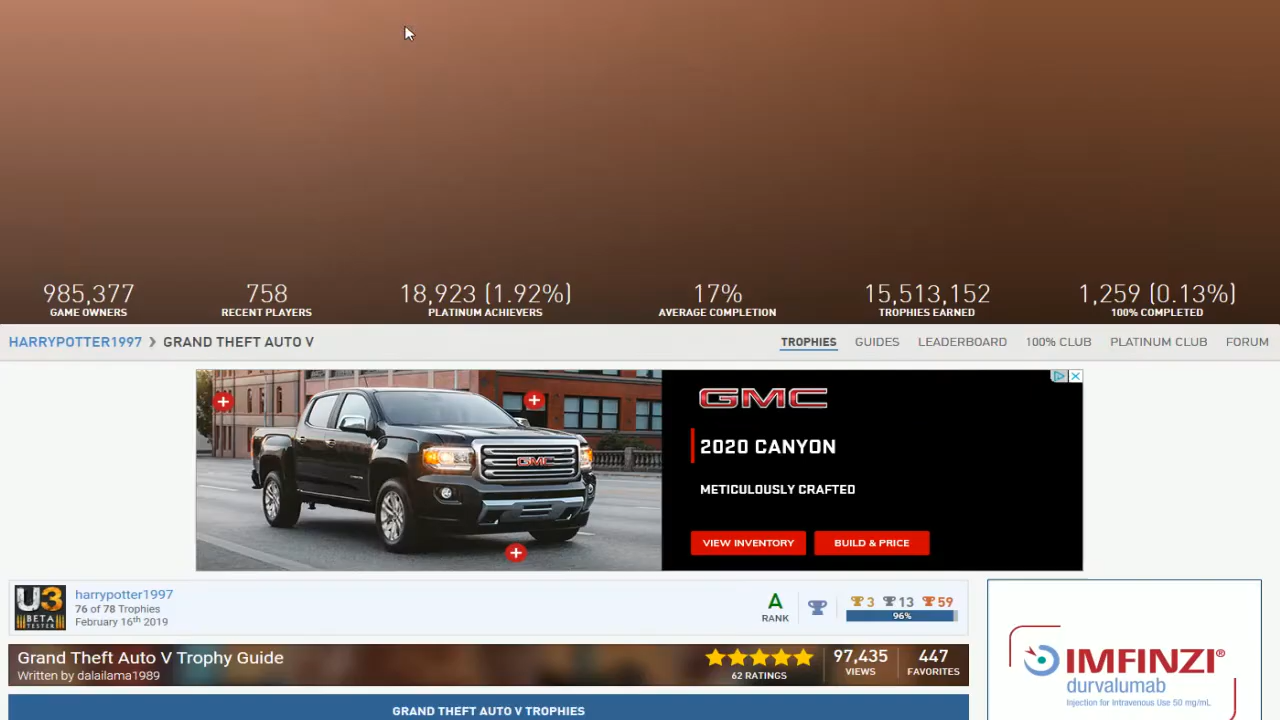 985,377 758 18,923 (1.92%) 17% 15,513,152 1,259 (0.13%)
GAME OWNERS RECENT PLAYERS PLATINUM ACHIEVERS AVERAGE COMPLETION TROPHIES EARNED 100% COMPLETED
HARRYPOTTER1997 > GRAND THEFT AUTO V TROPHIES GUIDES LEADERBOARD 100% CLUB PLATINUM CLUB FORUM
GMC
2020 CANYON
METICULOUSLY CRAFTED
VIEW INVENTORY BUILD & PRICE
GMC
U3
BETA
TESTER
harrypotter1997
76 of 78 Trophies
February 16th 2019
A
RANK
3 13 59
96%
Grand Theft Auto V Trophy Guide
Written by dalailama1989
62 RATINGS
97,435
VIEWS
447
FAVORITES
GRAND THEFT AUTO V TROPHIES
IMFINZI®
durvalumab
Injection for Intravenous Use 50 mg/mL